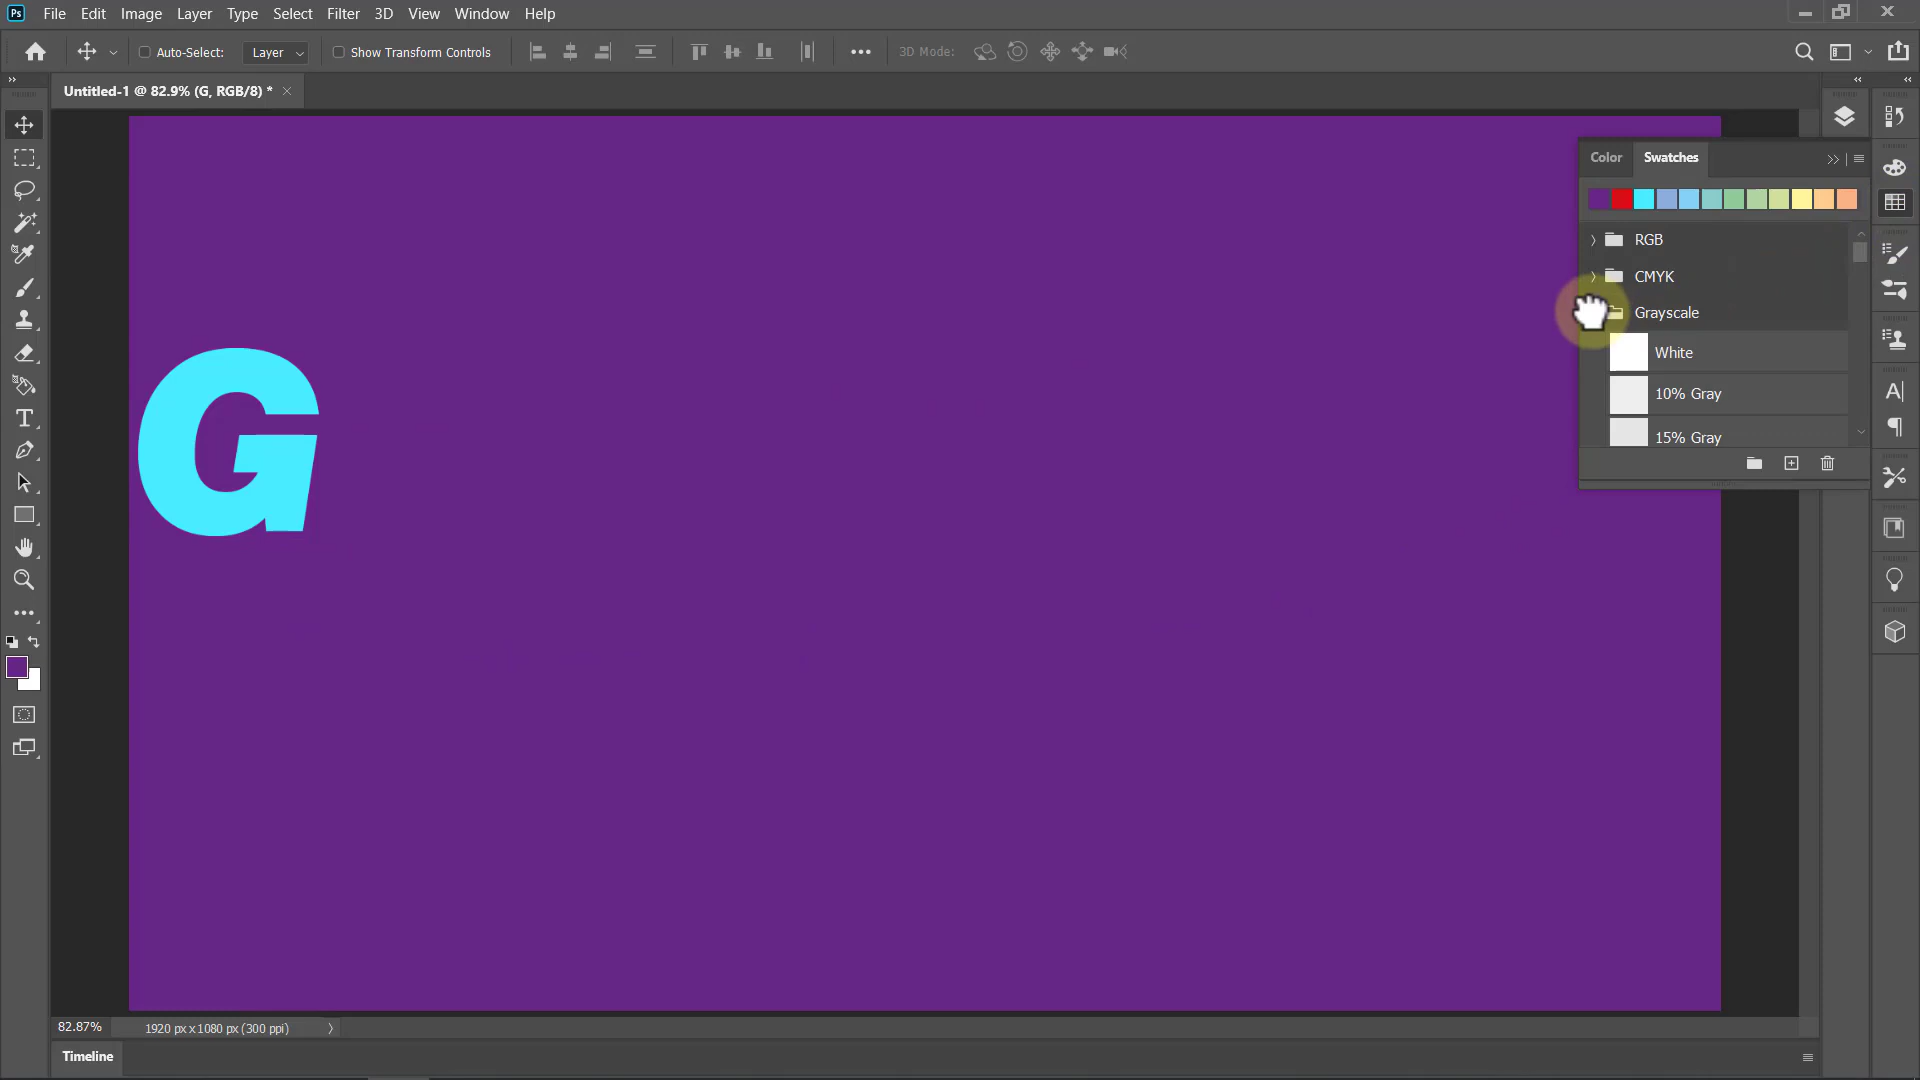 Ps File Edit Image Layer Type Select Filter 3D View Window Help
Auto-Select: Layer Show Transform Controls 3D Mode:
Untitled-1 @ 82.9% (G, RGB/8) *
Color Swatches
RGB
CMYK
Grayscale
White
10% Gray
15% Gray
G
82.87% 1920 px x 1080 px (300 ppi)
Timeline